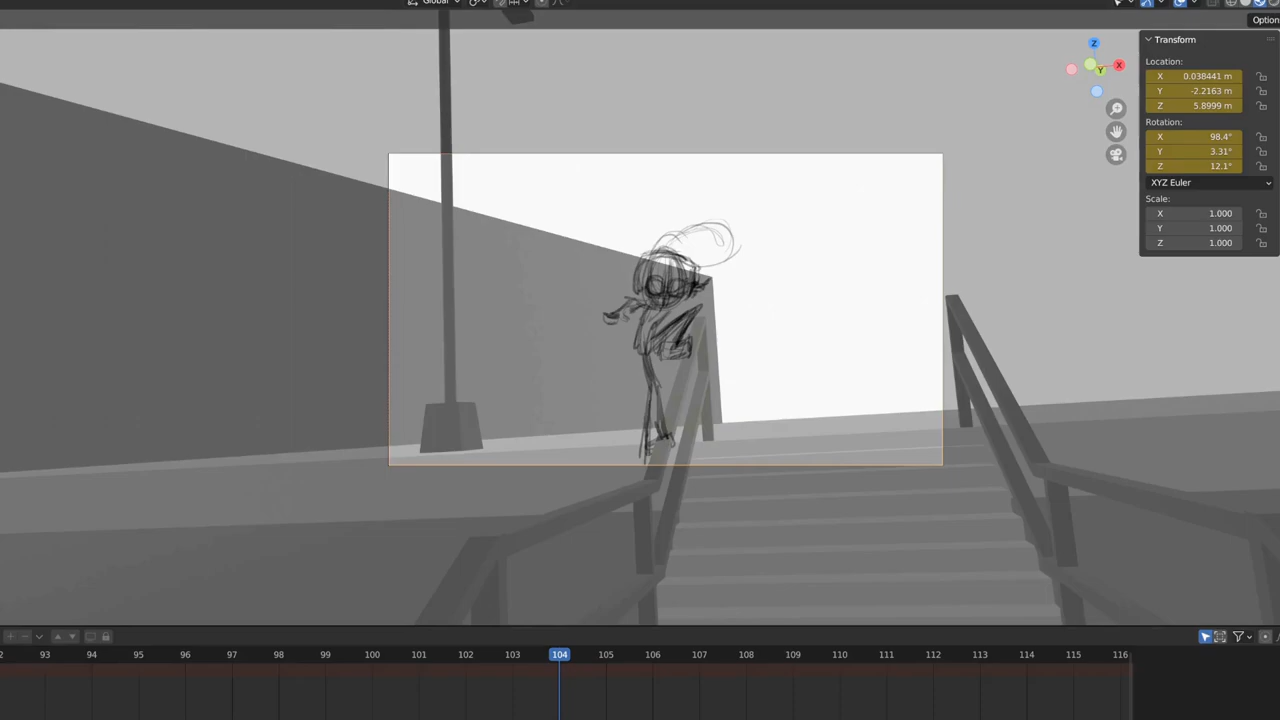 Global
Option
Transform
Location:
X 0.038441 m
Y -2.2163 m
Z 5.8999 m
Rotation:
X 98.4°
Y 3.31°
Z 12.1°
XYZ Euler
Scale:
X 1.000
Y 1.000
Z 1.000
Z
X
Y
93 94 95 96 97 98 99 100 101 102 103 104 105 106 107 108 109 110 111 112 113 114 115 116